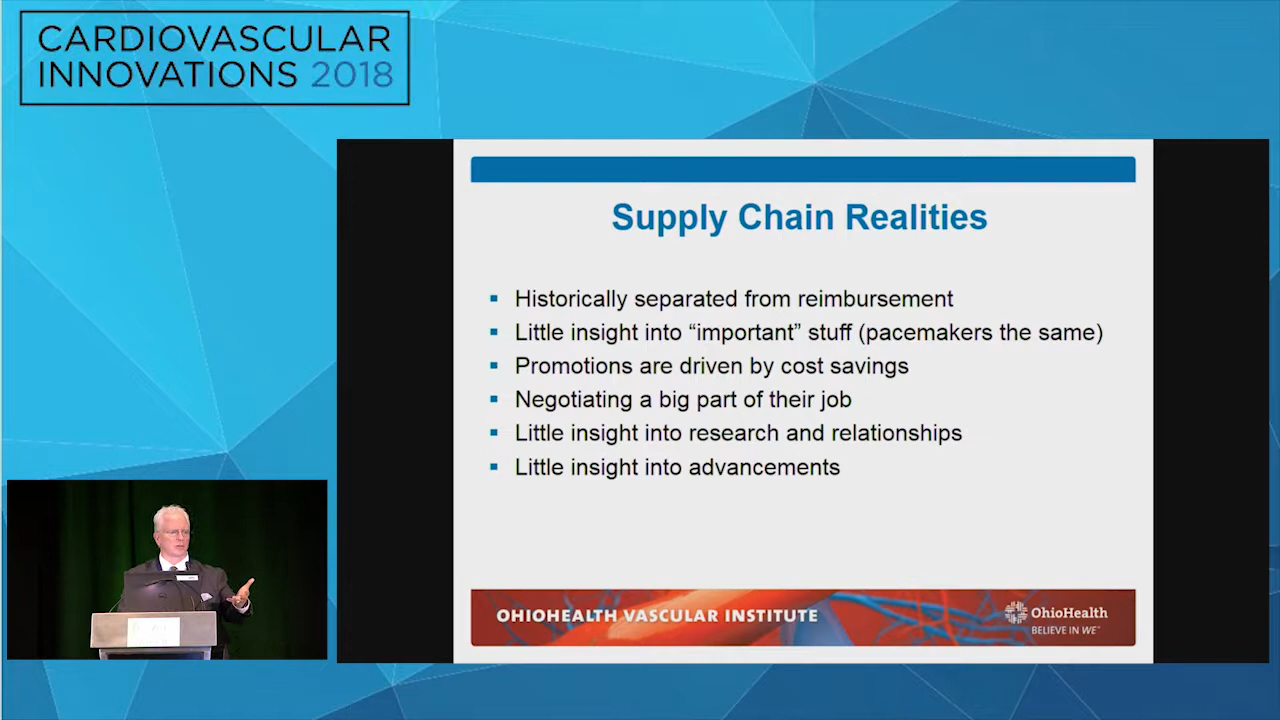 CARDIOVASCULAR
INNOVATIONS 2018
Supply Chain Realities
▪ Historically separated from reimbursement
▪ Little insight into “important” stuff (pacemakers the same)
▪ Promotions are driven by cost savings
▪ Negotiating a big part of their job
▪ Little insight into research and relationships
▪ Little insight into advancements
OHIOHEALTH VASCULAR INSTITUTE
OhioHealth
BELIEVE IN WE℠